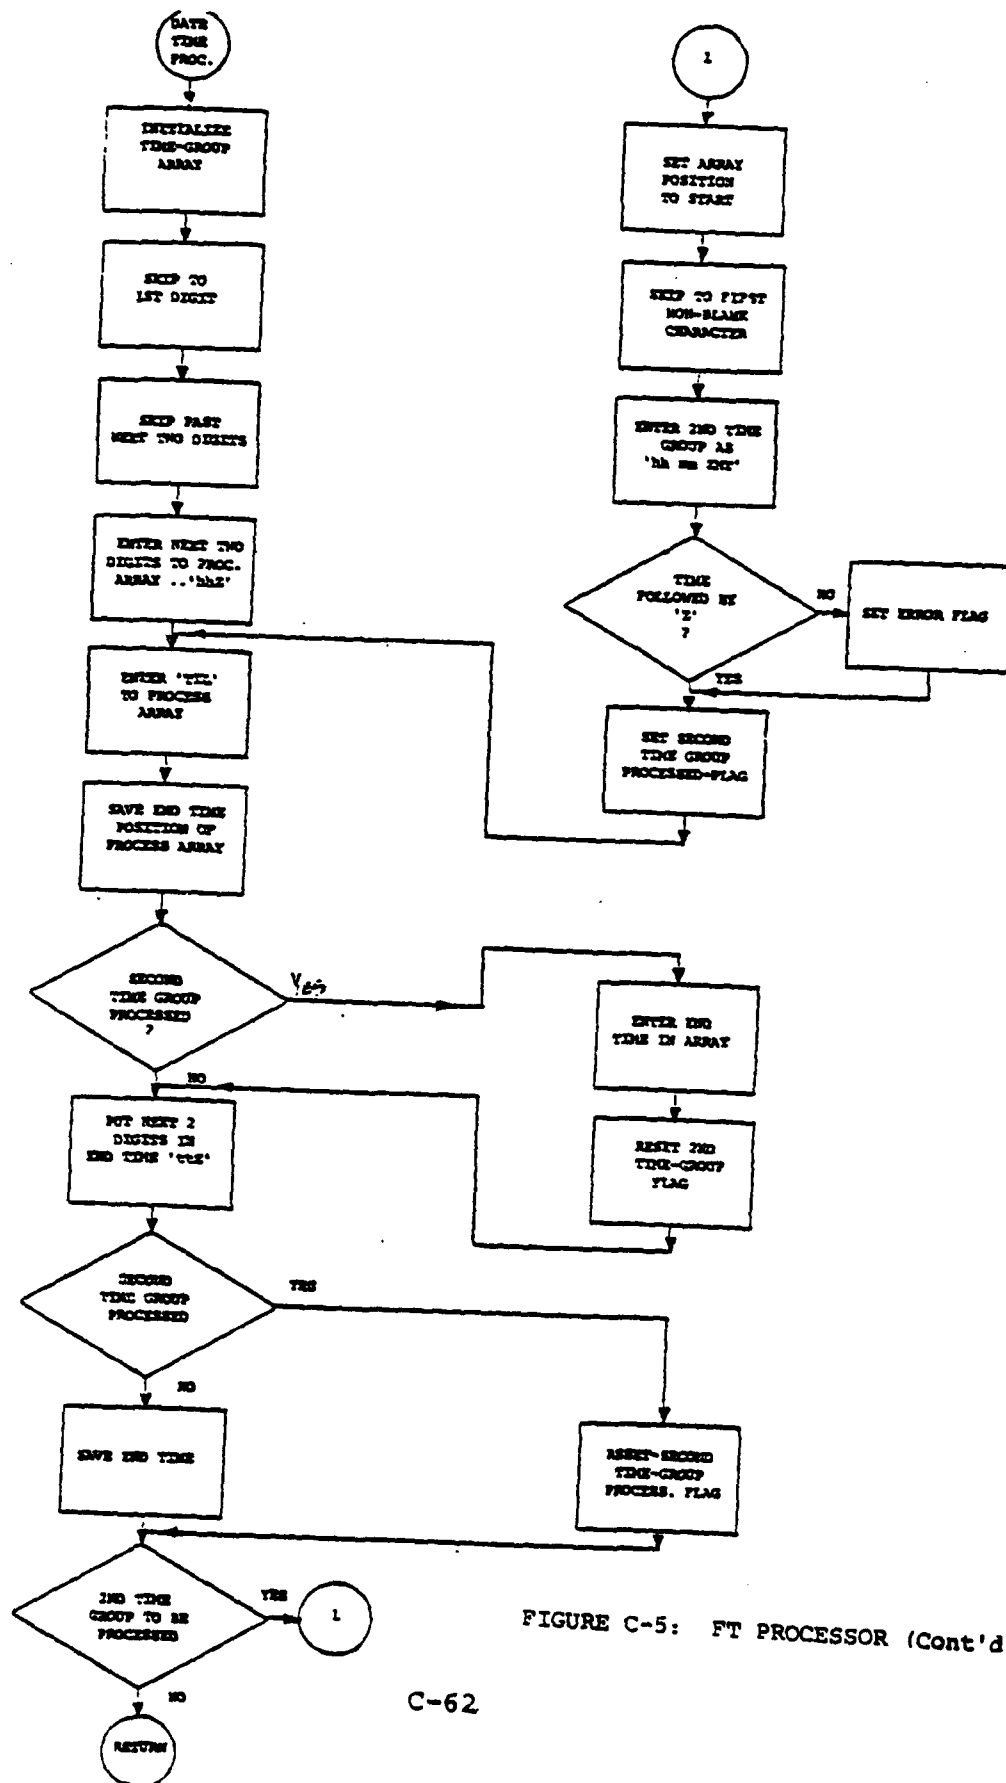 DATE
TIME
PROC.
INITIALIZE
TIME-GROUP
ARRAY
SKIP TO
1ST DIGIT
SKIP PAST
NEXT TWO DIGITS
ENTER NEXT TWO
DIGITS TO PROC.
ARRAY ..'hhZ'
ENTER 'TIL'
TO PROCESS
ARRAY
SAVE END TIME
POSITION OF
PROCESS ARRAY
SECOND
TIME GROUP
PROCESSED
?
Yes
NO
PUT NEXT 2
DIGITS IN
END TIME 'ttZ'
SECOND
TIME GROUP
PROCESSED
YES
NO
SAVE END TIME
2ND TIME
GROUP TO BE
PROCESSED
YES
1
NO
RETURN
1
SET ARRAY
POSITION
TO START
SKIP TO FIRST
NON-BLANK
CHARACTER
ENTER 2ND TIME
GROUP AS
TIME
FOLLOWED BY
'Z'
?
NO
SET ERROR FLAG
YES
SET SECOND
TIME GROUP
PROCESSED-FLAG
ENTER END
TIME IN ARRAY
RESET 2ND
TIME-GROUP
FLAG
RESET-SECOND
TIME-GROUP
PROCESS. FLAG
FIGURE C-5: FT PROCESSOR (Cont'd
C-62